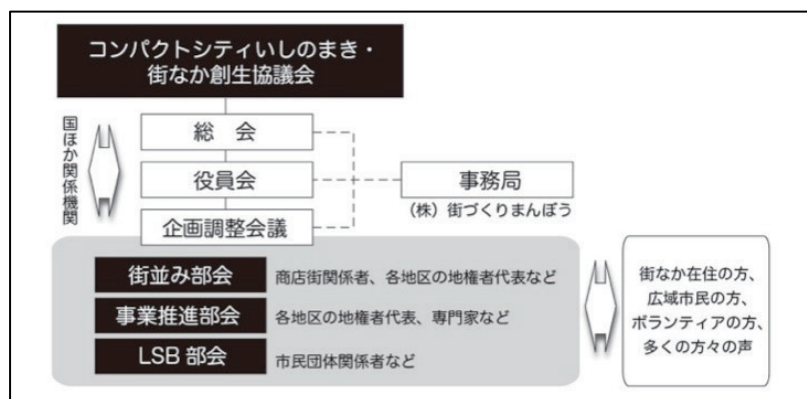 コンパクトシティいしのまき・
街なか創生協議会
国ほか関係機関
総　会
役員会
企画調整会議
事務局
（株）街づくりまんぼう
街並み部会
商店街関係者、各地区の地権者代表など
事業推進部会
各地区の地権者代表、専門家など
LSB 部会
市民団体関係者など
街なか在住の方、
広域市民の方、
ボランティアの方、
多くの方々の声